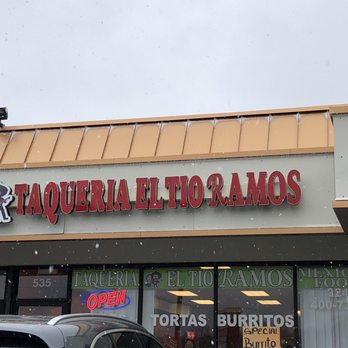 TAQUERIA EL TIO RAMOS
535
TAQUERIA
EL TIO RAMOS
OPEN
TORTAS BURRITOS
SPECIAL
Burrito